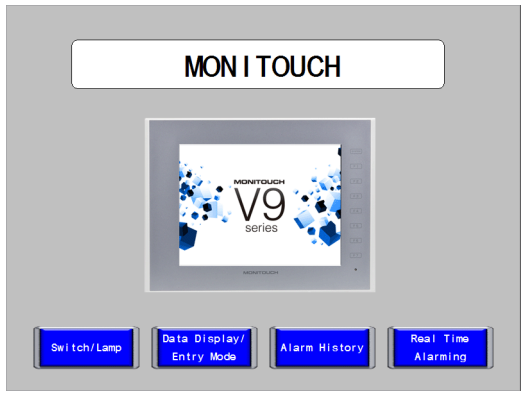 MONITOUCH
MONITOUCH
V9
series
MONITOUCH
Switch/Lamp
Data Display/
Entry Mode
Alarm History
Real Time
Alarming